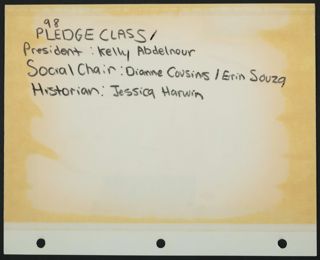 98
PLEDGE CLASS/
President: Kelly Abdelnour
Social Chair: Dianne Cousins / Erin Souza
Historian: Jessica Harwin